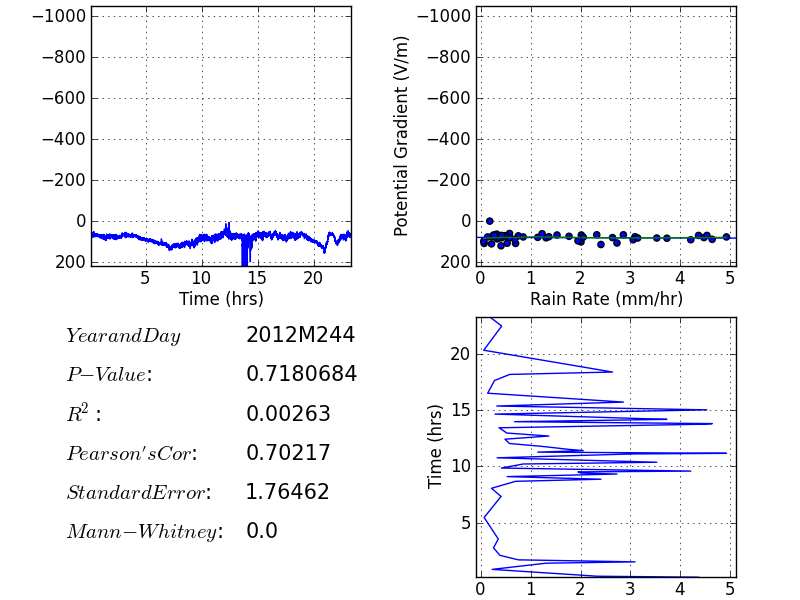 −1000
−800
−600
−400
−200
0
200
5 10 15 20
Time (hrs)
Potential Gradient (V/m)
−1000
−800
−600
−400
−200
0
200
0 1 2 3 4 5
Rain Rate (mm/hr)
YearandDay 2012M244
P−Value: 0.7180684
R²: 0.00263
Pearson'sCor: 0.70217
StandardError: 1.76462
Mann−Whitney: 0.0
Time (hrs)
20
15
10
5
0 1 2 3 4 5